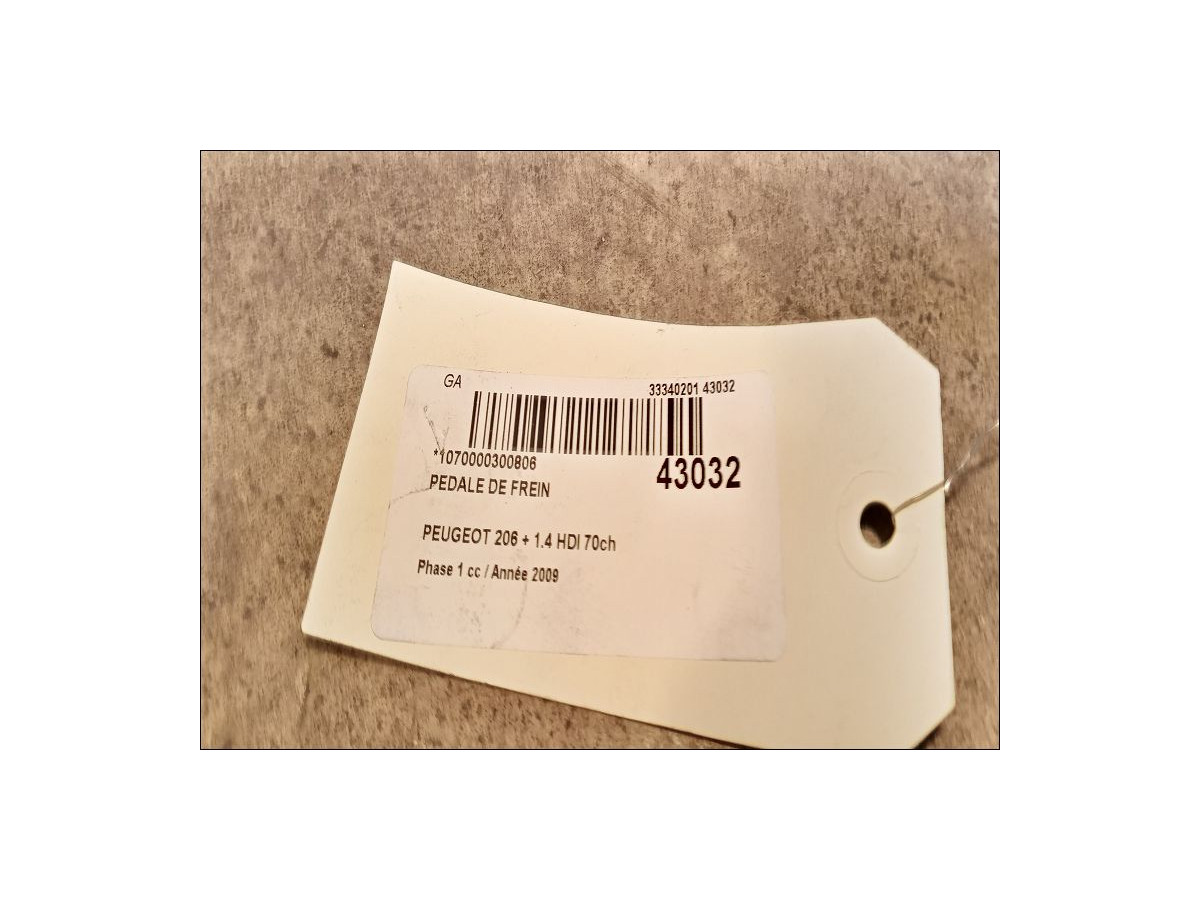 GA 33340201 43032
*1070000300806 43032
PEDALE DE FREIN
PEUGEOT 206 + 1.4 HDI 70ch
Phase 1 cc / Année 2009